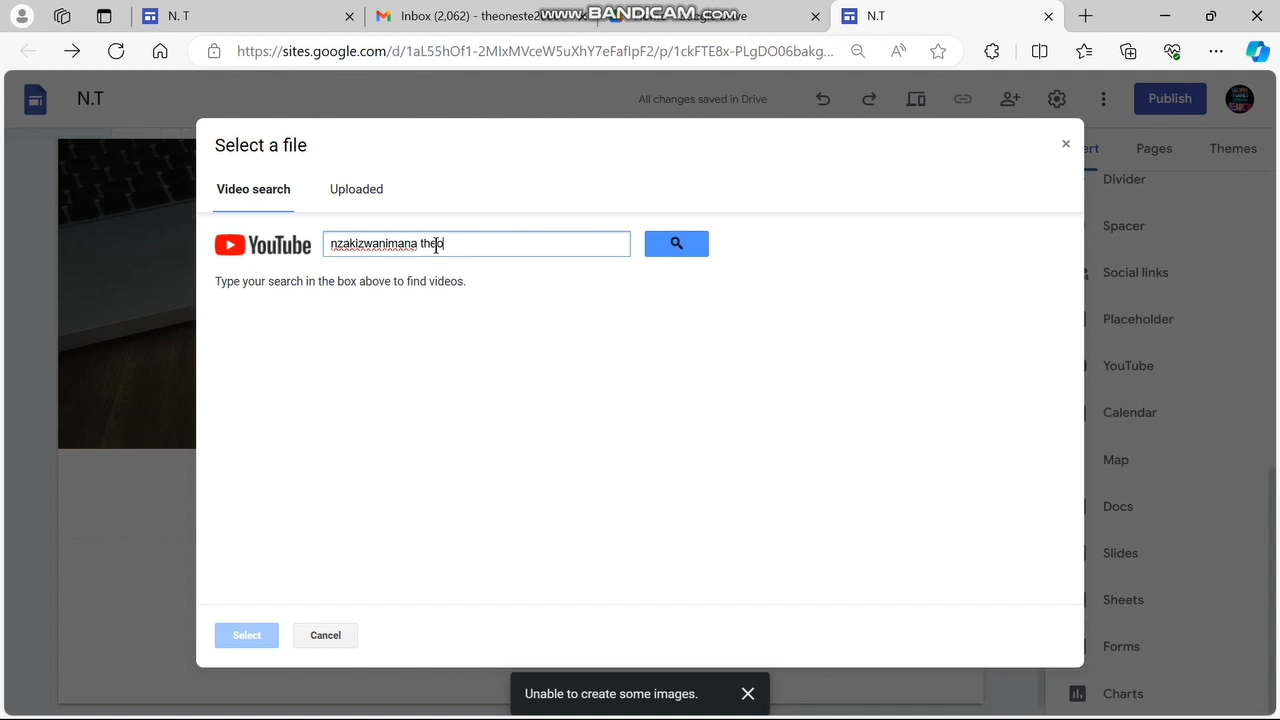 www.BANDICAM.com
N. T
Inbox (2,062) - theoneste2
N.T
https://sites.google.com/d/1aL55hOf1-2MIxMVceW5uXhY7eFafIpF2/p/1ckFTE8x-PLgDO06bakg...
N.T
All changes saved in Drive
Publish
Select a file
Pages
Themes
Video search
Uploaded
Divider
YouTube
nzakizwanimana theo
Spacer
Type your search in the box above to find videos.
Social links
Placeholder
YouTube
Calendar
Map
Docs
Slides
Sheets
Select
Cancel
Forms
Unable to create some images.
Charts